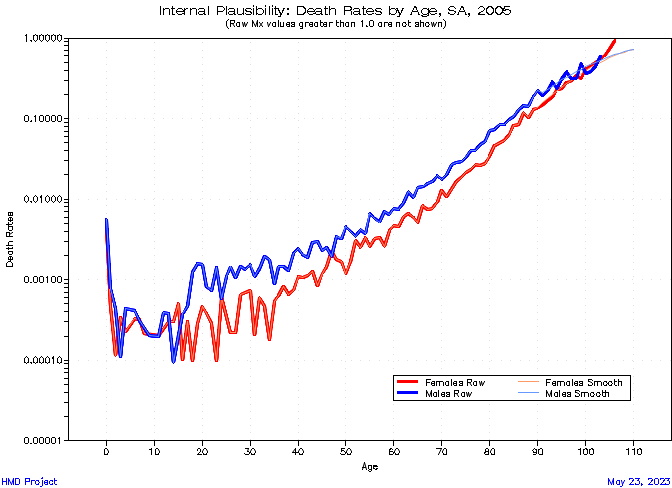 Internal Plausibility: Death Rates by Age, SA, 2005
(Raw Mx values greater than 1.0 are not shown)
1.00000
0.10000
0.01000
0.00100
0.00010
0.00001
Death Rates
Females Raw
Females Smooth
Males Raw
Males Smooth
0 10 20 30 40 50 60 70 80 90 100 110
Age
HMD Project
May 23, 2023